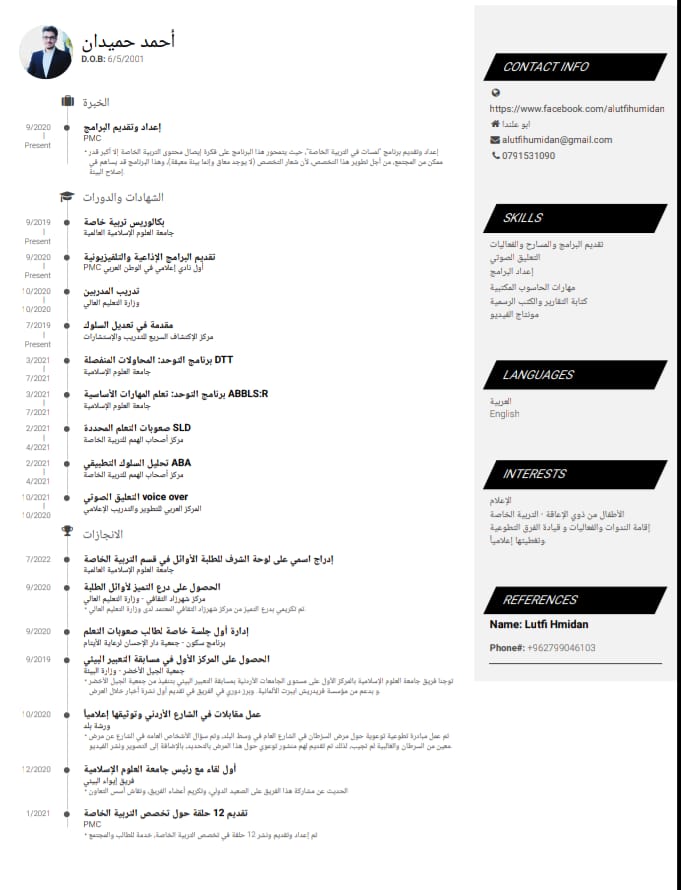 أحمد حميدان
D.O.B: 6/5/2001
الخبرة
9/2020
|
Present
إعداد وتقديم البرامج
PMC
• إعداد وتقديم برنامج "لمسات في التربية الخاصة"، حيث يتمحور هذا البرنامج على فكرة إيصال محتوى التربية الخاصة إلا أكبر قدر
ممكن من المجتمع، من أجل تطوير هذا التخصص، لأن شعار التخصص (لا يوجد معاق وإنما بيئة معيقة)، وهذا البرنامج قد يساهم في
إصلاح البيئة
الشهادات والدورات
9/2019
|
Present
بكالوريس تربية خاصة
جامعة العلوم الإسلامية العالمية
9/2020
|
Present
تقديم البرامج الإذاعية والتلفيزيونية
PMC أول نادي إعلامي في الوطن العربي
10/2020
|
10/2020
تدريب المدربين
وزارة التعليم العالي
7/2019
|
Present
مقدمة في تعديل السلوك
مركز الإكتشاف السريع للتدريب والإستشارات
3/2021
|
7/2021
برنامج التوحد: المحاولات المنفصلة DTT
جامعة العلوم الإسلامية
3/2021
|
7/2021
برنامج التوحد: تعلم المهارات الأساسية ABBLS:R
جامعة العلوم الإسلامية
2/2021
|
4/2021
صعوبات التعلم المحددة SLD
مركز أصحاب الهمم للتربية الخاصة
2/2021
|
4/2021
تحليل السلوك التطبيقي ABA
مركز أصحاب الهمم للتربية الخاصة
10/2021
|
10/2020
التعليق الصوتي voice over
المركز العربي للتطوير والتدريب الإعلامي
الانجازات
7/2022
إدراج اسمي على لوحة الشرف للطلبة الأوائل في قسم التربية الخاصة
جامعة العلوم الإسلامية العالمية
9/2020
الحصول على درع التميز لأوائل الطلبة
مركز شهرزاد الثقافي - وزارة التعليم العالي
• تم تكريمي بدرع التميز من مركز شهرزاد الثقافي المعتمد لدى وزارة التعليم العالي.
9/2020
إدارة أول جلسة خاصة لطالب صعوبات التعلم
برنامج سكون - جمعية دار الإحسان لرعاية الأيتام
9/2019
الحصول على المركز الأول في مسابقة التعبير البيئي
جمعية الجيل الأخضر - وزارة البيئة
• توجنا فريق جامعة العلوم الإسلامية بالمركز الأول على مستوى الجامعات الأردنية بمسابقة التعبير البيئي بتنفيذ من جمعية الجيل الأخضر
و بدعم من مؤسسة فريدريش ايبرت الألمانية. وبرز دوري في الفريق في تقديم أول نشرة أخبار خلال العرض.
10/2020
عمل مقابلات في الشارع الأردني وتوثيقها إعلامياً
ورشة بلد
• تم عمل مبادرة تطوعية توعوية حول مرض السرطان في الشارع العام في وسط البلد، وتم سؤال الأشخاص العامه في الشارع عن مرض
معين من السرطان والغالبية لم تجيب، لذلك تم تقديم لهم منشور توعوي حول هذا المرض بالتحديد، بالإضافة إلى التصوير ونشر الفيديو.
12/2020
أول لقاء مع رئيس جامعة العلوم الإسلامية
فريق إيواء البيئي
• الحديث عن مشاركة هذا الفريق على الصعيد الدولي، وتكريم أعضاء الفريق، ونقاش أسس التعاون
1/2021
تقديم 12 حلقة حول تخصص التربية الخاصة
PMC
• تم إعداد وتقديم ونشر 12 حلقة في تخصص التربية الخاصة، خدمة للطالب والمجتمع
CONTACT INFO
https://www.facebook.com/alutfihumidan
ابو علندا
alutfihumidan@gmail.com
0791531090
SKILLS
تقديم البرامج والمسارح والفعاليات
التعليق الصوتي
إعداد البرامج
مهارات الحاسوب المكتبية
كتابة التقارير والكتب الرسمية
مونتاج الفيديو
LANGUAGES
العربية
English
INTERESTS
الإعلام
الأطفال من ذوي الإعاقة - التربية الخاصة
إقامة الندوات والفعاليات و قيادة الفرق التطوعية
وتغطيتها إعلامياً.
REFERENCES
Name: Lutfi Hmidan
Phone#: +962799046103